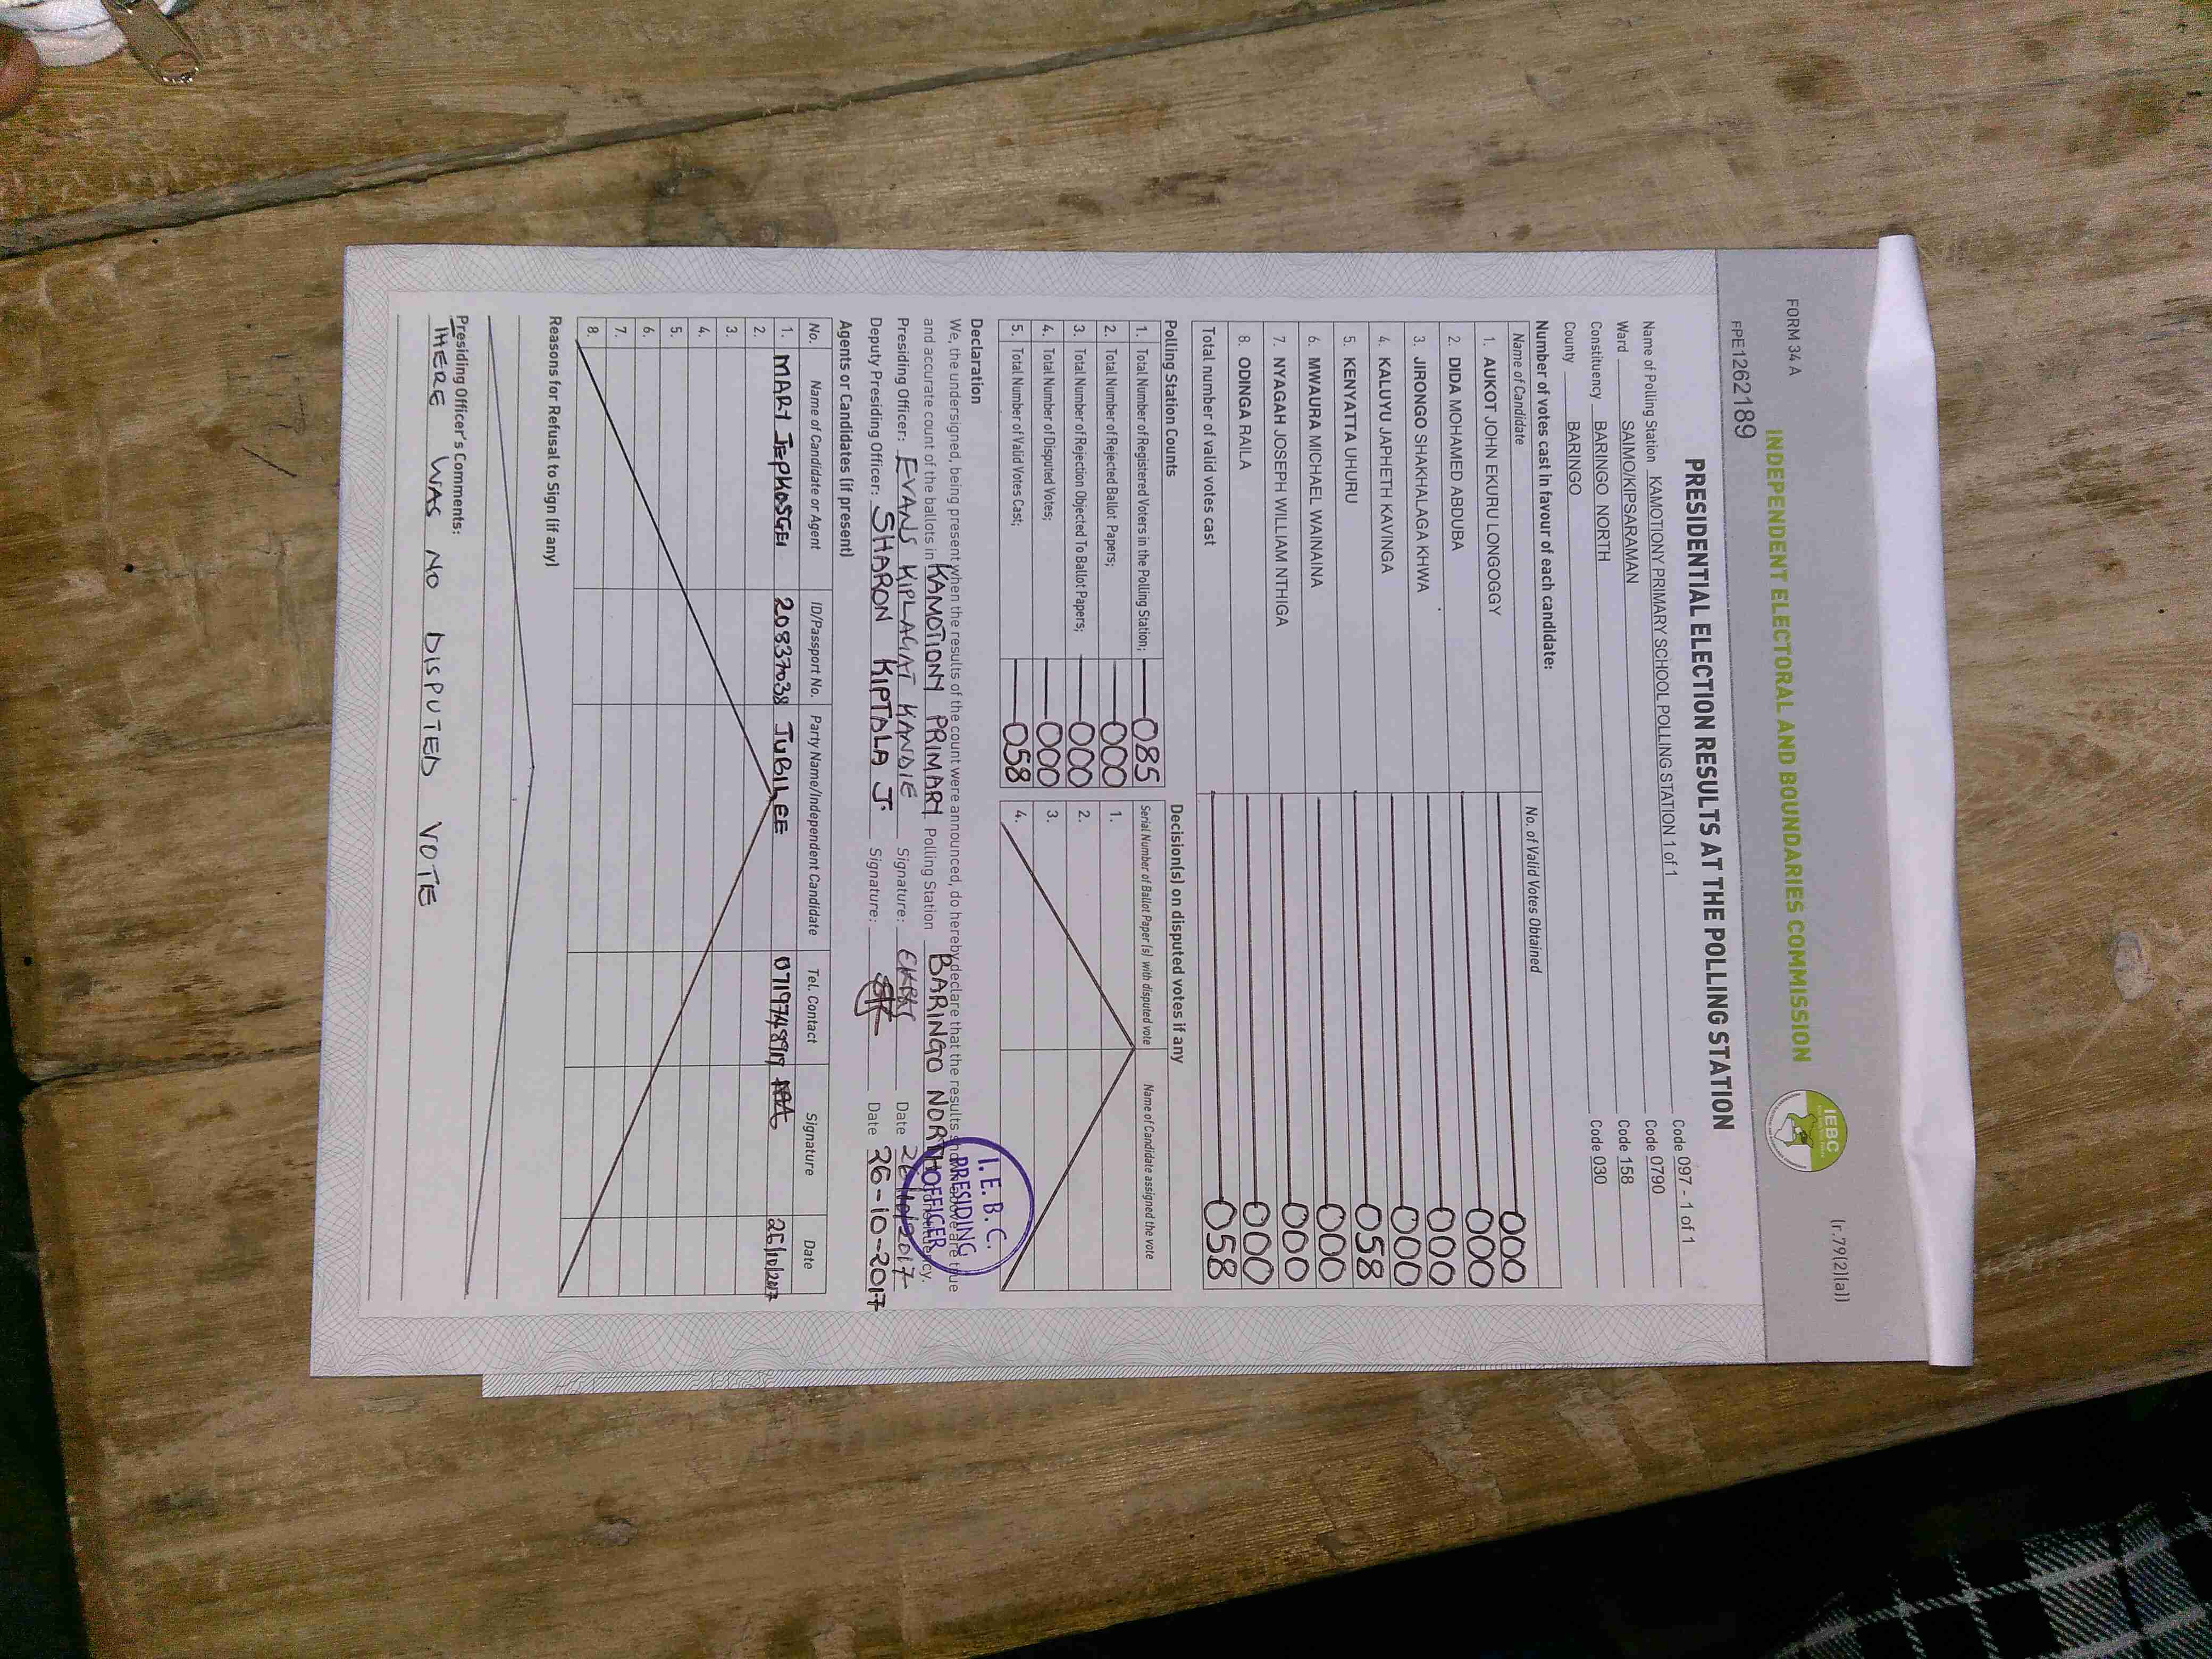 FORM 34 A
(r.79(2)(a))
INDEPENDENT ELECTORAL AND BOUNDARIES COMMISSION
IEBC
FPE1262189
PRESIDENTIAL ELECTION RESULTS AT THE POLLING STATION
Name of Polling Station KAMOTIONY PRIMARY SCHOOL POLLING STATION 1 of 1 Code 097 - 1 of 1
Ward SAIMO/KIPSARAMAN Code 0790
Constituency BARINGO NORTH Code 158
County BARINGO Code 030
Number of votes cast in favour of each candidate:
Name of Candidate No. of Valid Votes Obtained
1. AUKOT JOHN EKURU LONGOGGY 000
2. DIDA MOHAMED ABDUBA 000
3. JIRONGO SHAKHALAGA KHWA 000
4. KALUYU JAPHETH KAVINGA 000
5. KENYATTA UHURU 058
6. MWAURA MICHAEL WAINAINA 000
7. NYAGAH JOSEPH WILLIAM NTHIGA 000
8. ODINGA RAILA 000
Total number of valid votes cast 058
Polling Station Counts
1. Total Number of Registered Voters in the Polling Station; 085
2. Total Number of Rejected Ballot Papers; 000
3. Total Number of Rejection Objected To Ballot Papers; 000
4. Total Number of Disputed Votes; 000
5. Total Number of Valid Votes Cast; 058
Decision(s) on disputed votes if any
Serial Number of Ballot Paper(s) with disputed vote Name of Candidate assigned the vote
1.
2.
3.
4.
Declaration
We, the undersigned, being present when the results of the count were announced, do hereby declare that the results shown above are true
and accurate count of the ballots in KAMOTIONY PRIMARY Polling Station BARINGO NORTH Constituency.
Presiding Officer: EVANS KIPLAGAT KANDIE Signature: Date 26/10/2017
Deputy Presiding Officer: SHARON KIPTALA J. Signature: Date 26-10-2017
I.E.B.C.
PRESIDING
OFFICER
Agents or Candidates (if present)
No. Name of Candidate or Agent ID/Passport No. Party Name/Independent Candidate Tel. Contact Signature Date
1. MARY JEPKOSGEI 20837038 JUBILEE 26/10/2017
2.
3.
4.
5.
6.
7.
8.
Reasons for Refusal to Sign (if any)
Presiding Officer's Comments:
THERE WAS NO DISPUTED VOTE